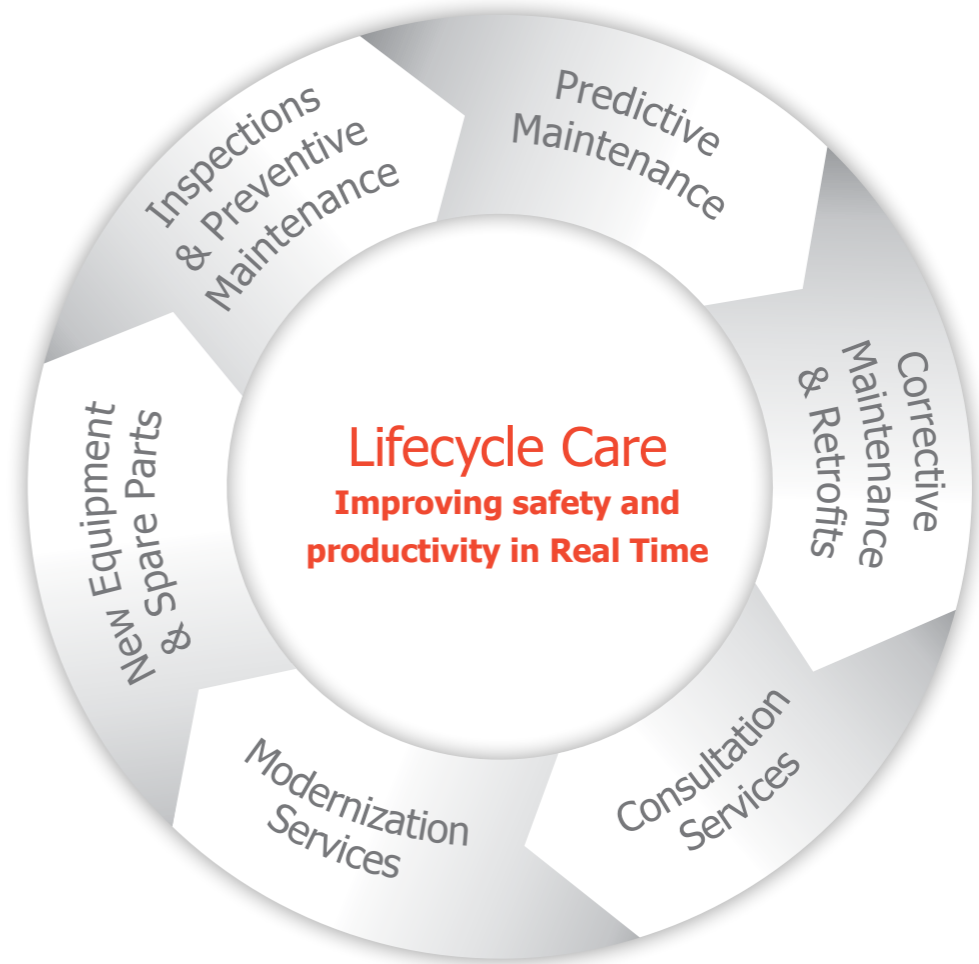 Inspections
& Preventive
Maintenance
Predictive
Maintenance
Corrective
Maintenance
& Retrofits
Consultation
Services
Modernization
Services
New Equipment
& Spare Parts
Lifecycle Care
Improving safety and
productivity in Real Time